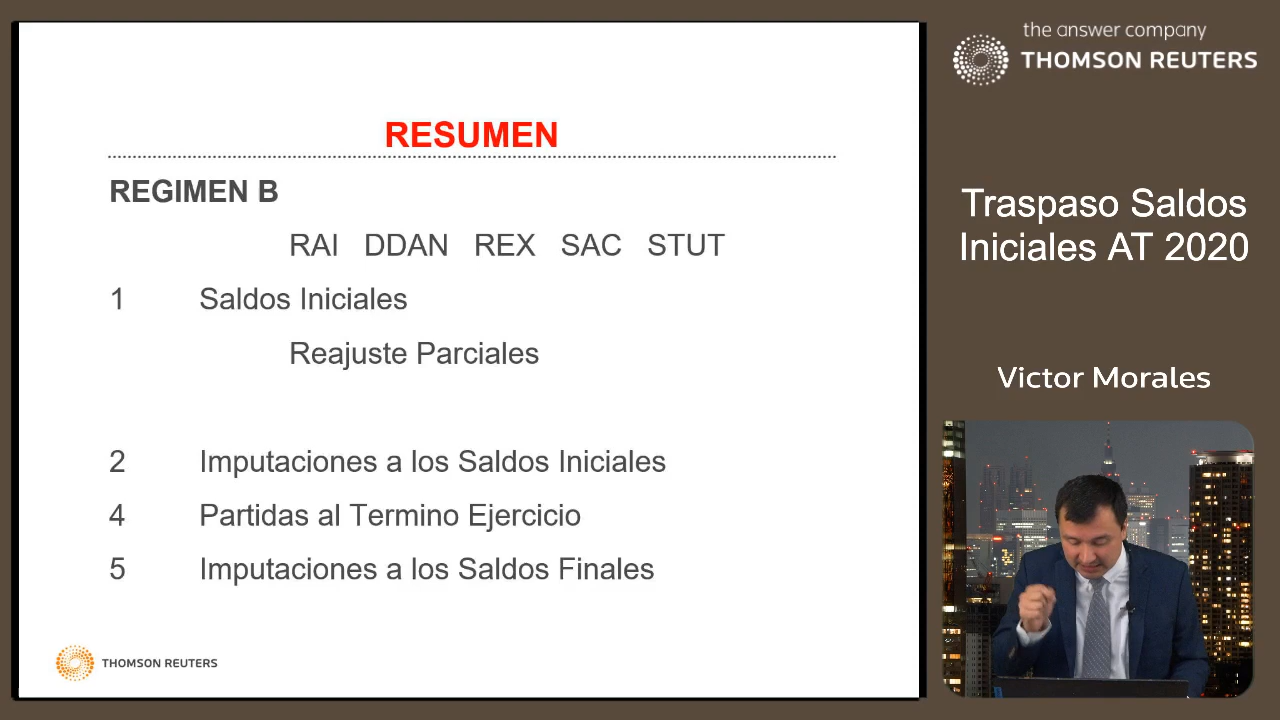 RESUMEN
REGIMEN B
RAI DDAN REX SAC STUT
1 Saldos Iniciales
Reajuste Parciales
2 Imputaciones a los Saldos Iniciales
4 Partidas al Termino Ejercicio
5 Imputaciones a los Saldos Finales
THOMSON REUTERS
the answer company
THOMSON REUTERS
Traspaso Saldos
Iniciales AT 2020
Victor Morales